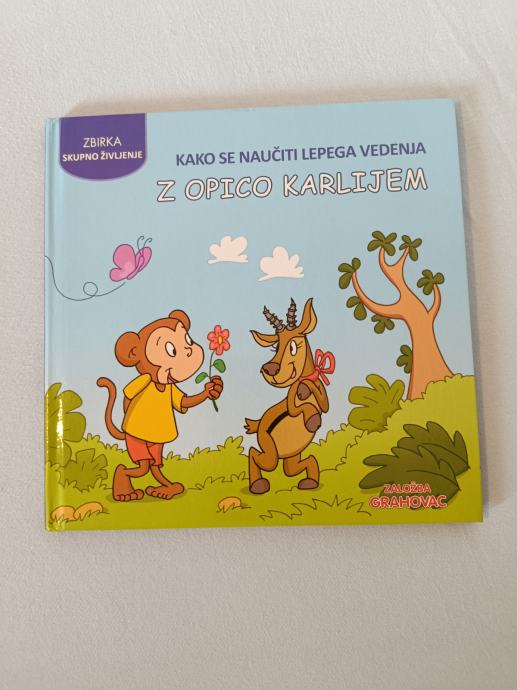 ZBIRKA
SKUPNO ŽIVLJENJE
KAKO SE NAUČITI LEPEGA VEDENJA
Z OPICO KARLIJEM
ZALOŽBA
GRAHOVAC